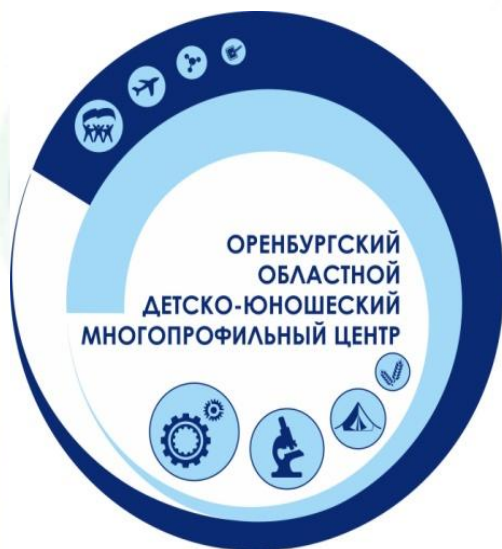 ОРЕНБУРГСКИЙ
ОБЛАСТНОЙ
ДЕТСКО-ЮНОШЕСКИЙ
МНОГОПРОФИЛЬНЫЙ ЦЕНТР